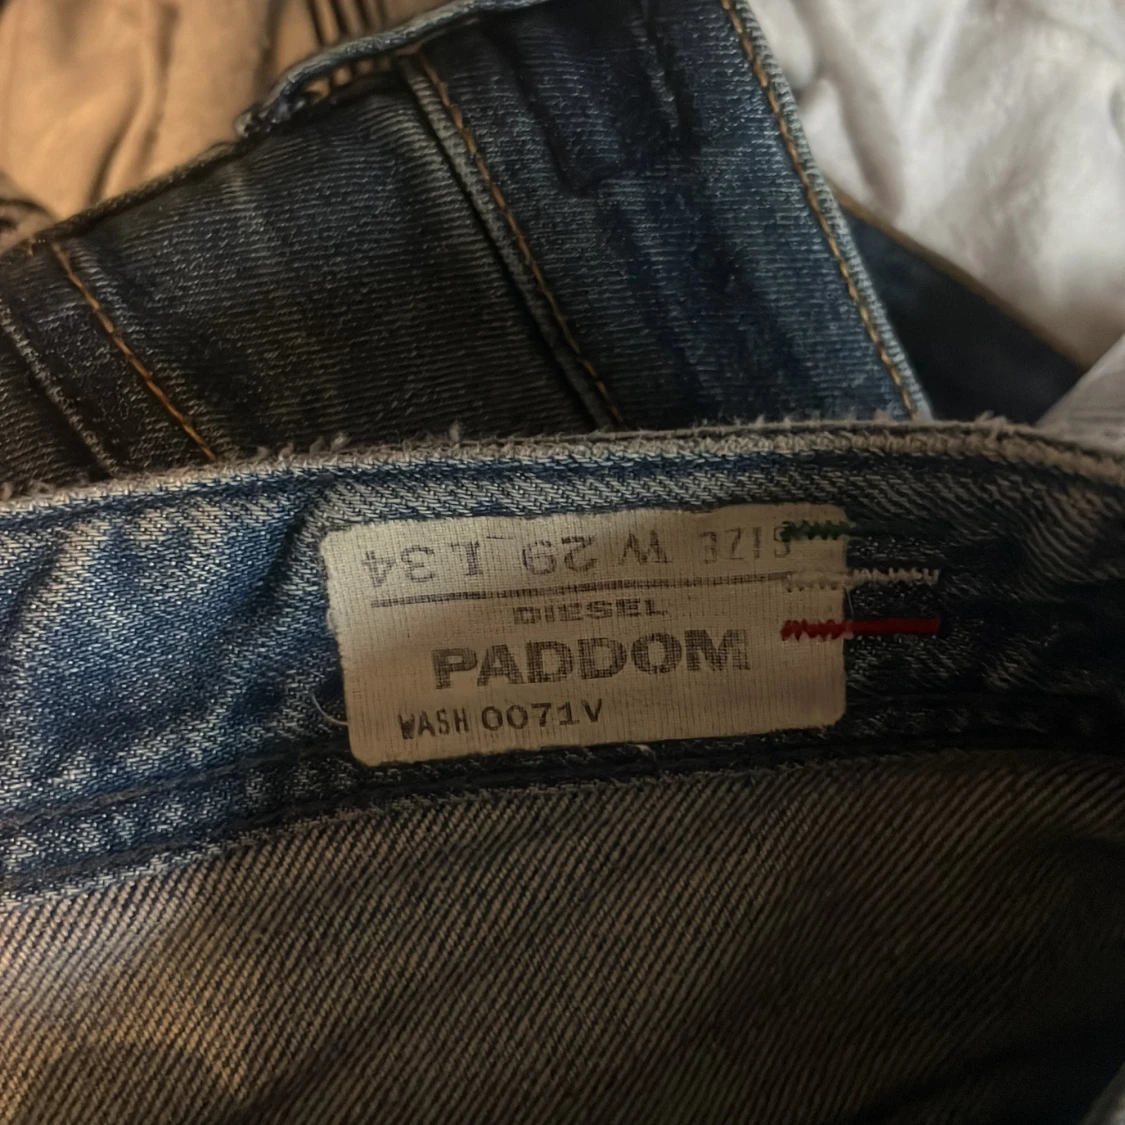 SIZE W 29 L 34
DIESEL
PADDOM
WASH 0071V